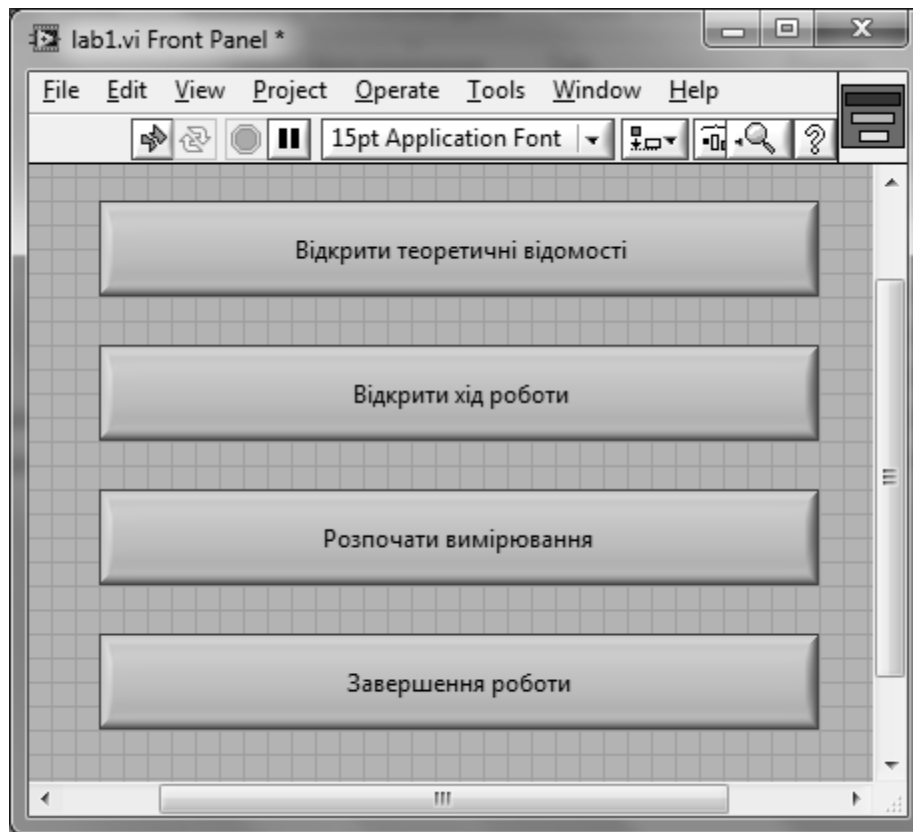 lab1.vi Front Panel *
File Edit View Project Operate Tools Window Help
15pt Application Font
Відкрити теоретичні відомості
Відкрити хід роботи
Розпочати вимірювання
Завершення роботи